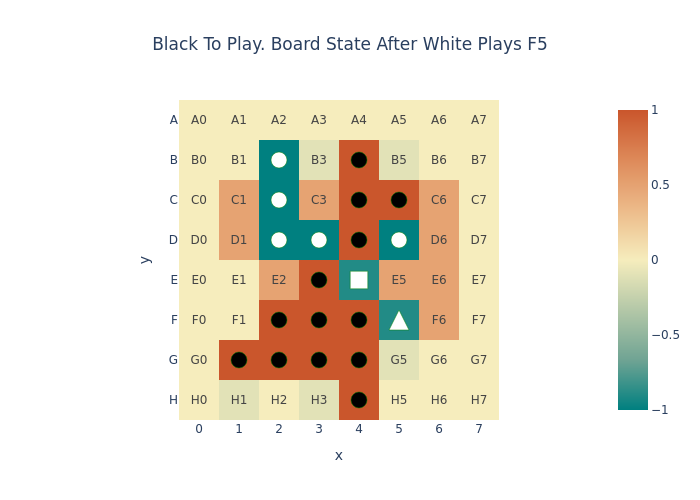 Black To Play. Board State After White Plays F5
A A0 A1 A2 A3 A4 A5 A6 A7
B B0 B1 B3 B5 B6 B7
C C0 C1 C3 C6 C7
D D0 D1 D6 D7
E E0 E1 E2 E5 E6 E7
F F0 F1 F6 F7
G G0 G5 G6 G7
H H0 H1 H2 H3 H5 H6 H7
0 1 2 3 4 5 6 7
x
y
1
0.5
0
−0.5
−1